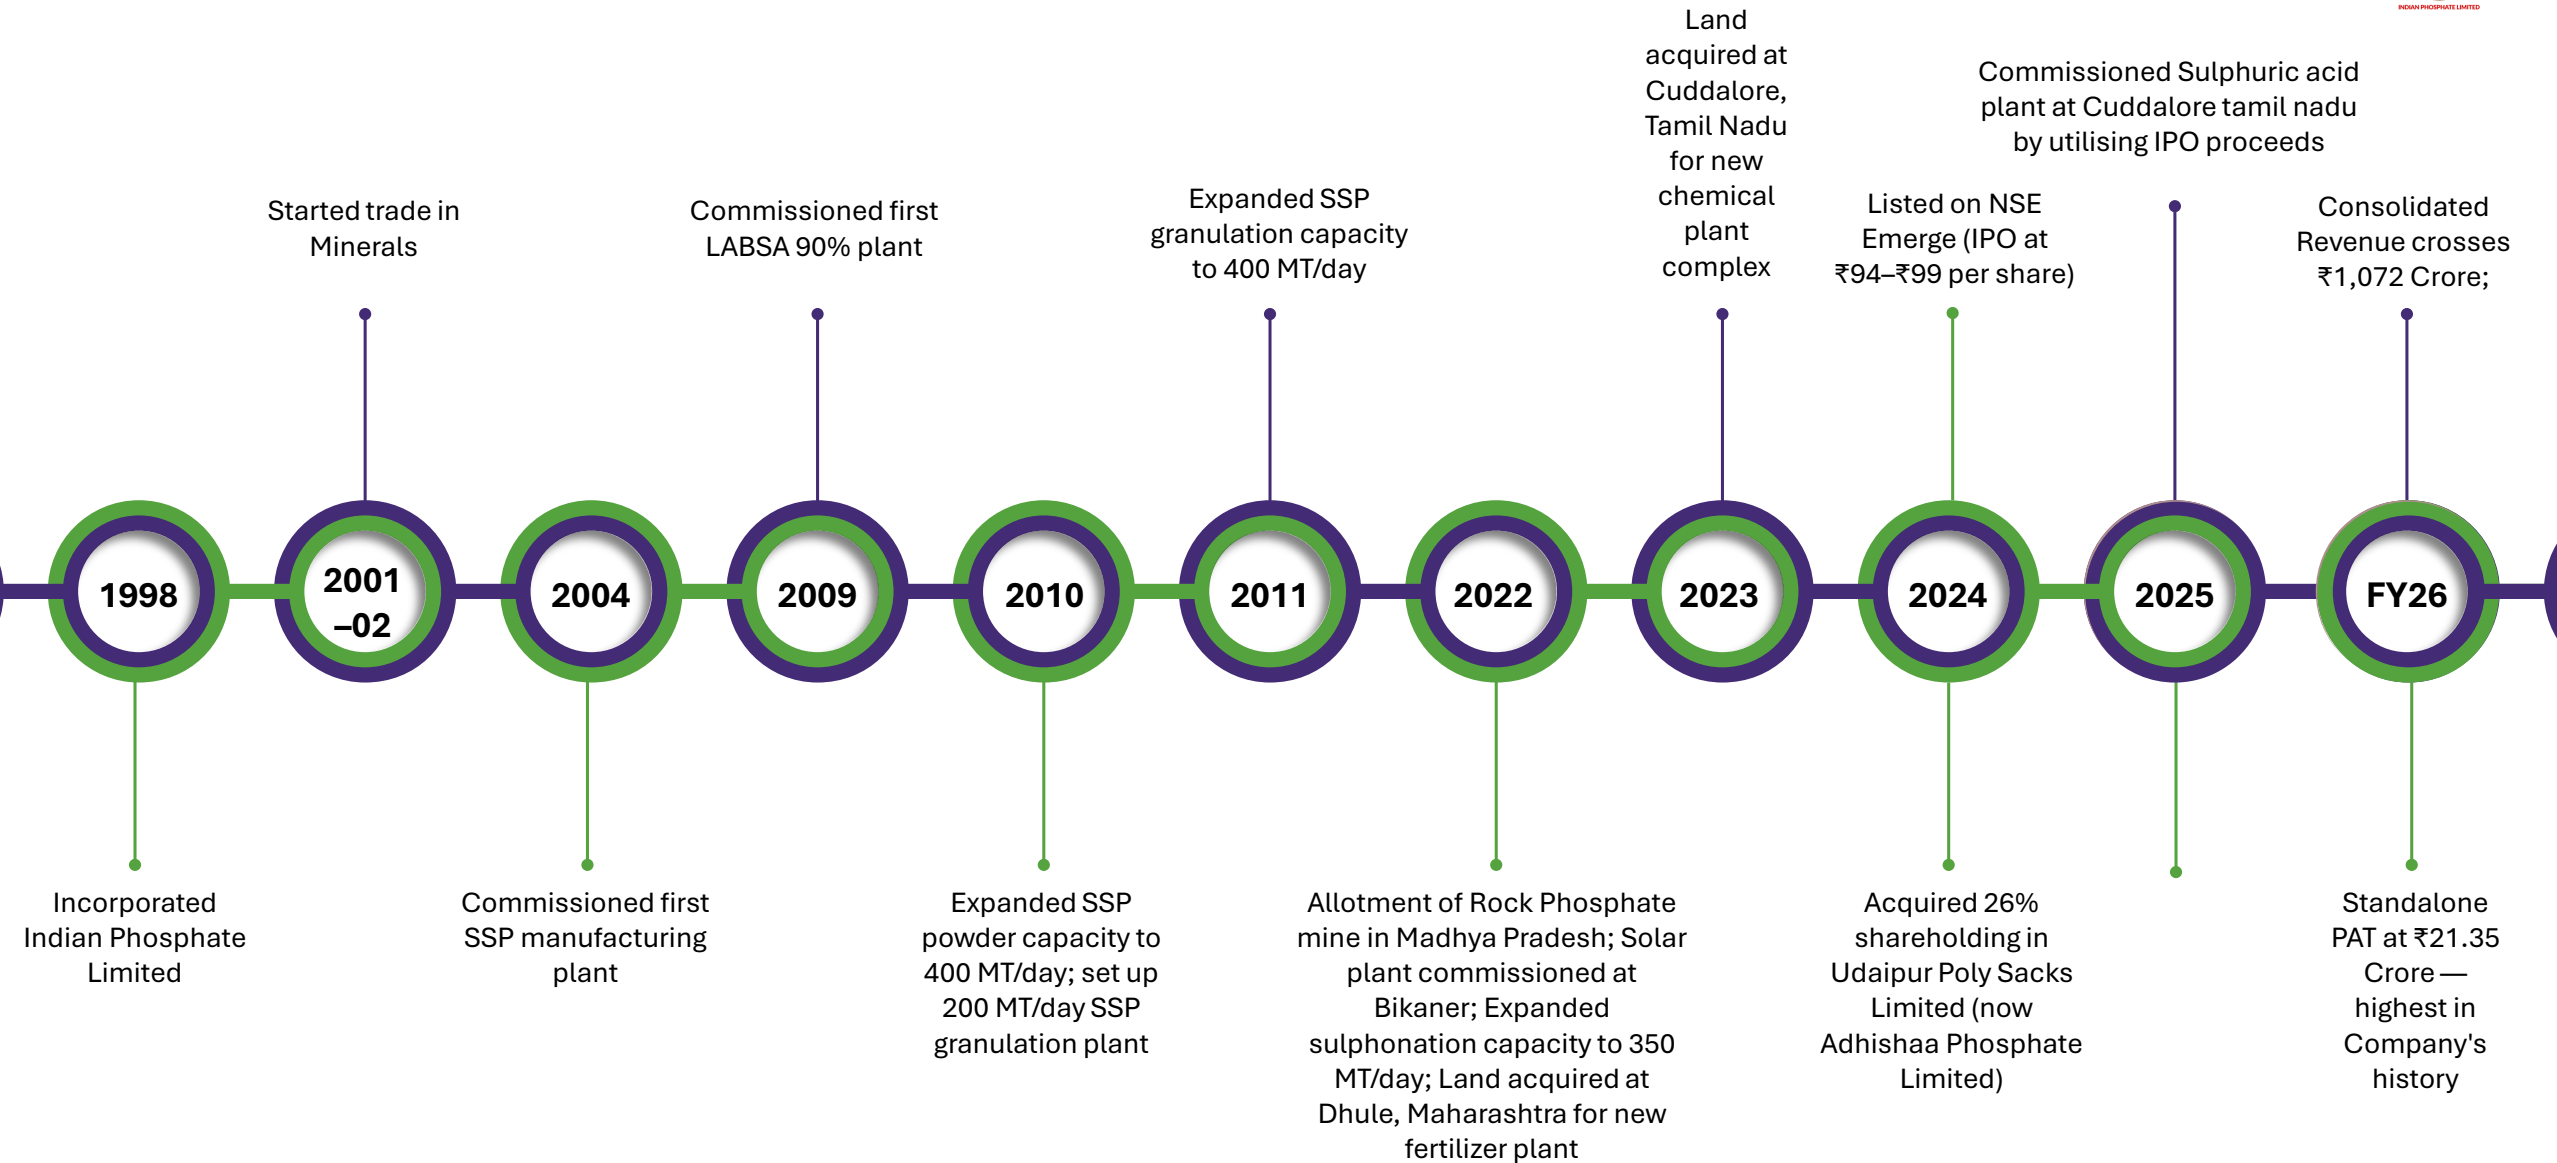 INDIAN PHOSPHATE LIMITED
Land
acquired at
Cuddalore,
Tamil Nadu
for new
chemical
plant
complex
Commissioned Sulphuric acid
plant at Cuddalore tamil nadu
by utilising IPO proceeds
Started trade in
Minerals
Commissioned first
LABSA 90% plant
Expanded SSP
granulation capacity
to 400 MT/day
Listed on NSE
Emerge (IPO at
₹94–₹99 per share)
Consolidated
Revenue crosses
₹1,072 Crore;
1998
2001
–02
2004
2009
2010
2011
2022
2023
2024
2025
FY26
Incorporated
Indian Phosphate
Limited
Commissioned first
SSP manufacturing
plant
Expanded SSP
powder capacity to
400 MT/day; set up
200 MT/day SSP
granulation plant
Allotment of Rock Phosphate
mine in Madhya Pradesh; Solar
plant commissioned at
Bikaner; Expanded
sulphonation capacity to 350
MT/day; Land acquired at
Dhule, Maharashtra for new
fertilizer plant
Acquired 26%
shareholding in
Udaipur Poly Sacks
Limited (now
Adhishaa Phosphate
Limited)
Standalone
PAT at ₹21.35
Crore —
highest in
Company's
history